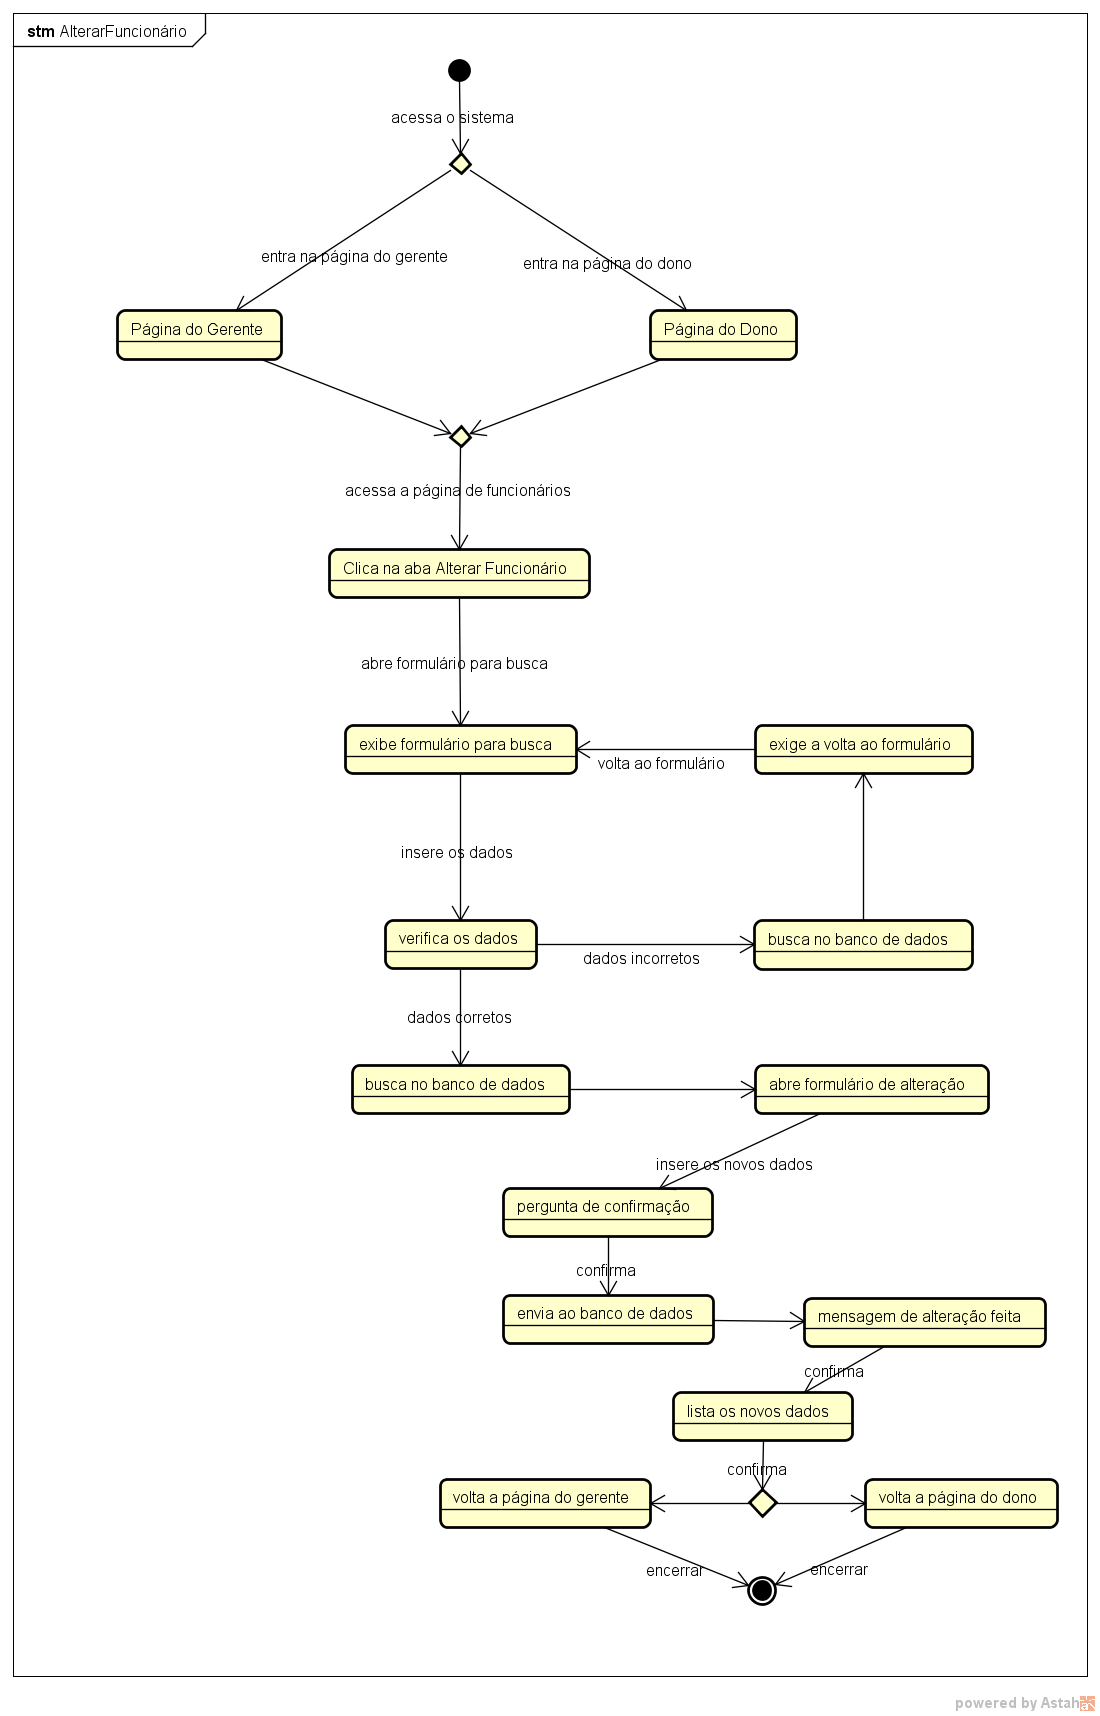 stm AlterarFuncionário
acessa o sistema
entra na página do gerente
entra na página do dono
Página do Gerente
Página do Dono
acessa a página de funcionários
Clica na aba Alterar Funcionário
abre formulário para busca
exibe formulário para busca
exige a volta ao formulário
volta ao formulário
insere os dados
verifica os dados
busca no banco de dados
dados incorretos
dados corretos
busca no banco de dados
abre formulário de alteração
insere os novos dados
pergunta de confirmação
confirma
envia ao banco de dados
mensagem de alteração feita
confirma
lista os novos dados
confirma
volta a página do gerente
volta a página do dono
encerrar
encerrar
powered by Astah